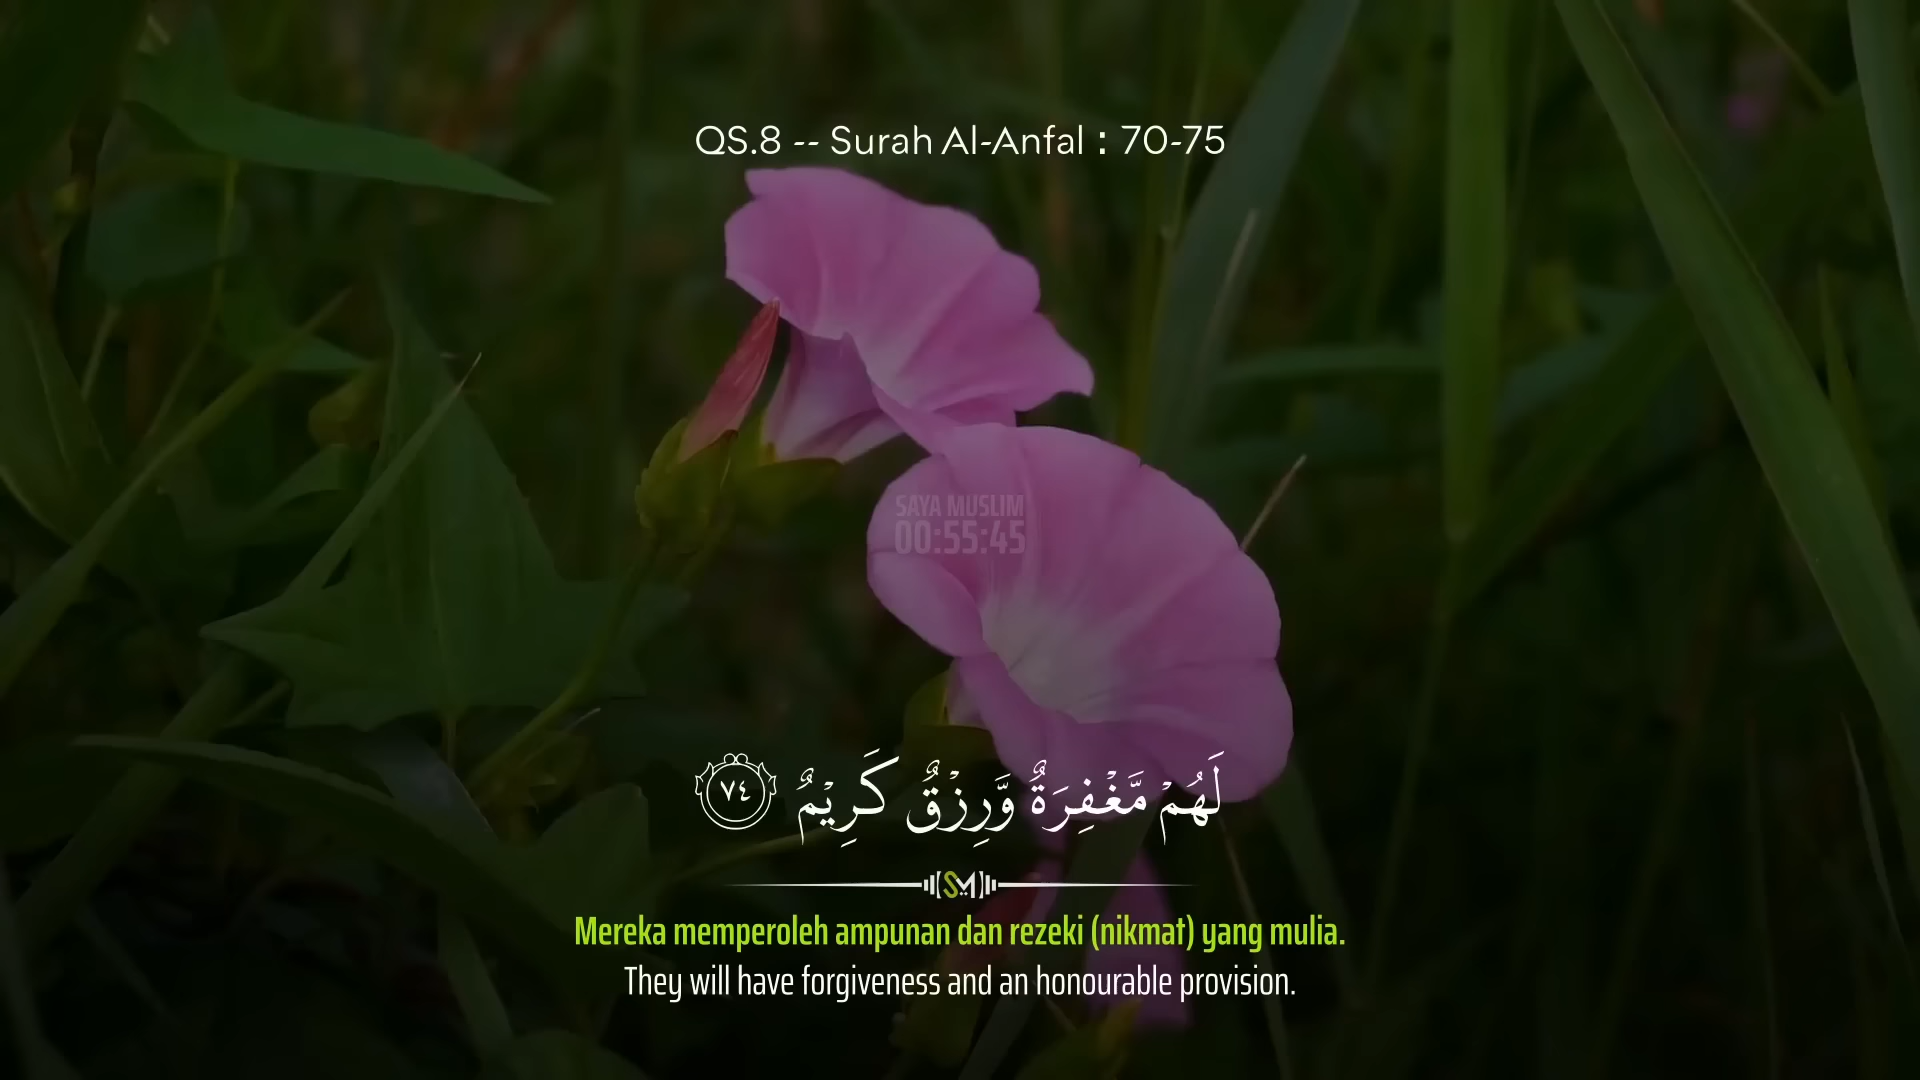 QS.8 -- Surah Al-Anfal : 70-75
SAYA MUSLIM
00:55:45
لَهُمْ مَّغْفِرَةٌ وَّرِزْقٌ كَرِيْمٌ ٧٤
SM
Mereka memperoleh ampunan dan rezeki (nikmat) yang mulia.
They will have forgiveness and an honourable provision.